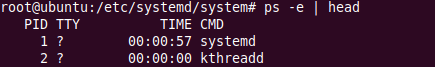 root@ubuntu:/etc/systemd/system# ps -e | head
PID TTY TIME CMD
1 ? 00:00:57 systemd
2 ? 00:00:00 kthreadd